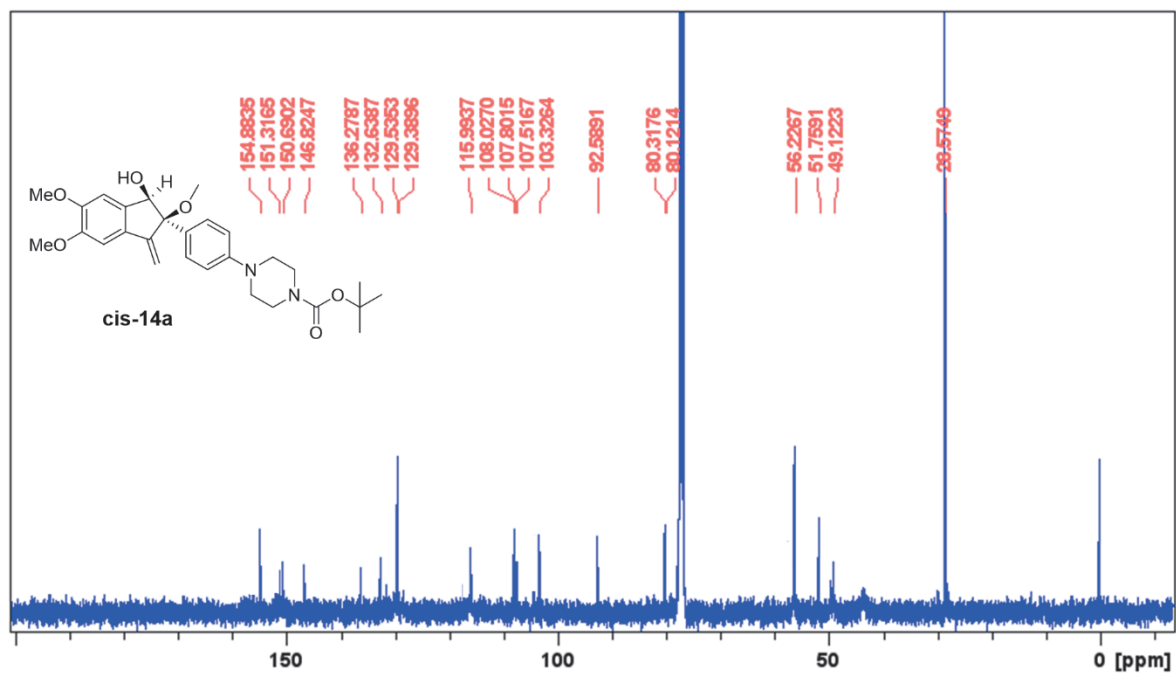 154.8835
151.3165
150.6902
146.8247
136.2787
132.6387
129.5353
129.3896
115.9937
108.0270
107.8015
107.5167
103.3264
92.5891
80.3176
80.1214
56.2267
51.7591
49.1223
28.5749
HO
H
MeO
O
MeO
N
N
O
O
cis-14a
150
100
50
0
[ppm]